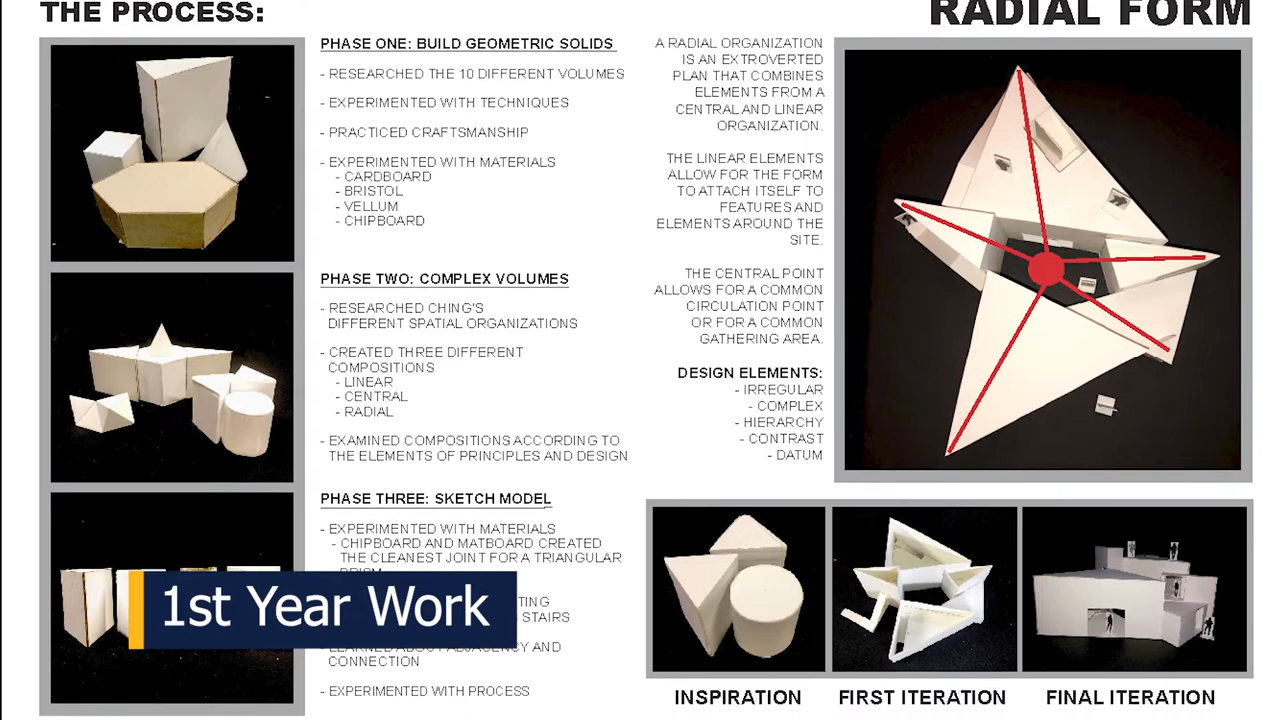 THE PROCESS:
PHASE ONE: BUILD GEOMETRIC SOLIDS
- RESEARCHED THE 10 DIFFERENT VOLUMES
- EXPERIMENTED WITH TECHNIQUES
- PRACTICED CRAFTSMANSHIP
- EXPERIMENTED WITH MATERIALS
- CARDBOARD
- BRISTOL
- VELLUM
- CHIPBOARD
PHASE TWO: COMPLEX VOLUMES
- RESEARCHED CHING'S
DIFFERENT SPATIAL ORGANIZATIONS
- CREATED THREE DIFFERENT
COMPOSITIONS
- LINEAR
- CENTRAL
- RADIAL
- EXAMINED COMPOSITIONS ACCORDING TO
THE ELEMENTS OF PRINCIPLES AND DESIGN
PHASE THREE: SKETCH MODEL
- EXPERIMENTED WITH MATERIALS
- CHIPBOARD AND MATBOARD CREATED
THE CLEANEST JOINT FOR A TRIANGULAR
PRISM
TING
STAIRS
- LEARNED ABOUT ADJACENCY AND
CONNECTION
- EXPERIMENTED WITH PROCESS
1st Year Work
RADIAL FORM
A RADIAL ORGANIZATION
IS AN EXTROVERTED
PLAN THAT COMBINES
ELEMENTS FROM A
CENTRAL AND LINEAR
ORGANIZATION.
THE LINEAR ELEMENTS
ALLOW FOR THE FORM
TO ATTACH ITSELF TO
FEATURES AND
ELEMENTS AROUND THE
SITE.
THE CENTRAL POINT
ALLOWS FOR A COMMON
CIRCULATION POINT
OR FOR A COMMON
GATHERING AREA.
DESIGN ELEMENTS:
- IRREGULAR
- COMPLEX
- HIERARCHY
- CONTRAST
- DATUM
INSPIRATION
FIRST ITERATION
FINAL ITERATION